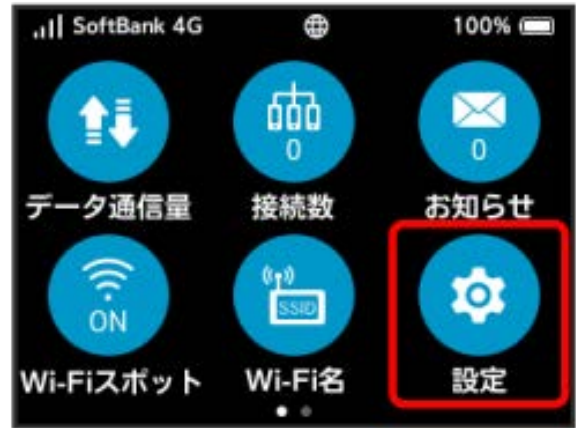 SoftBank 4G 100%
0 0
データ通信量 接続数 お知らせ
ON SSID
Wi-Fiスポット Wi-Fi名 設定